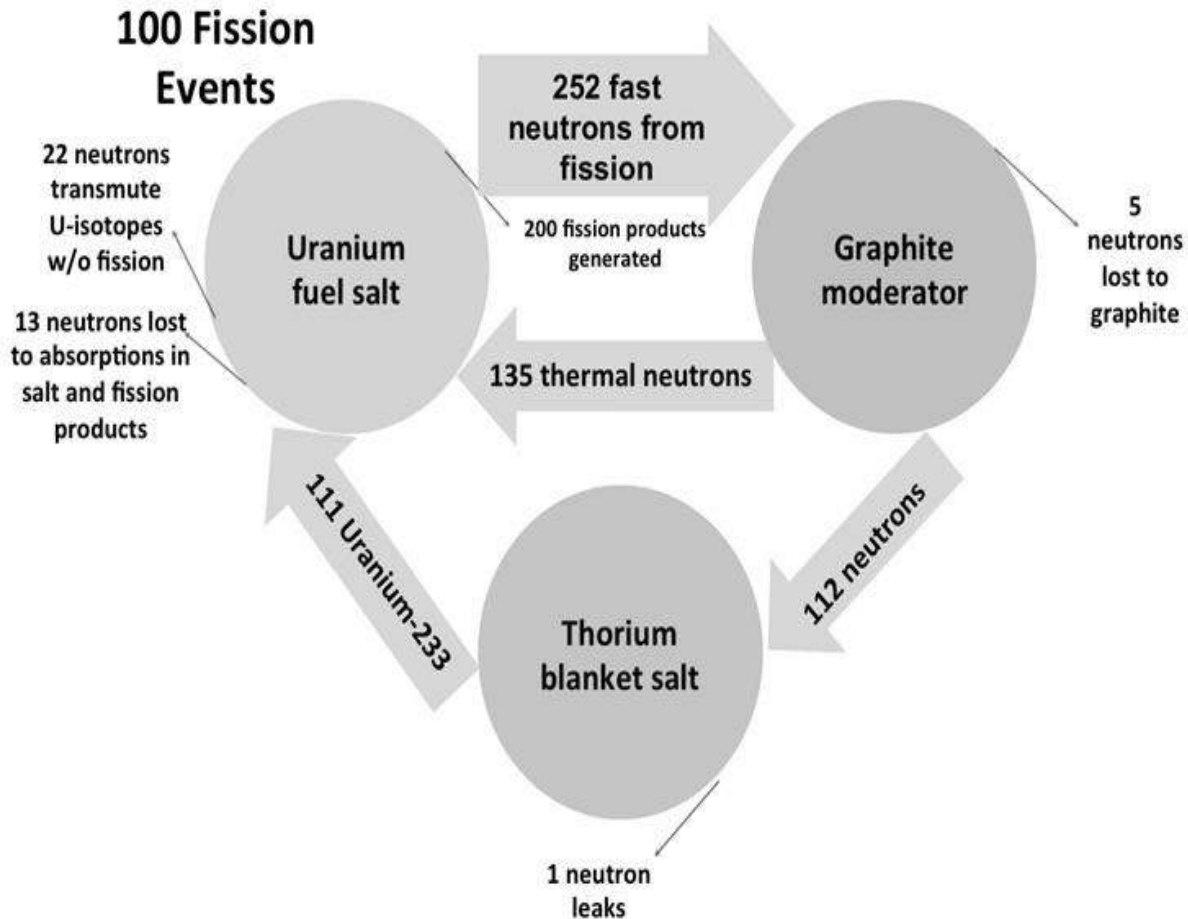 100 Fission
Events
252 fast
neutrons from
fission
22 neutrons
transmute
U-isotopes
w/o fission
200 fission products
generated
5
neutrons
lost to
graphite
Uranium
fuel salt
Graphite
moderator
13 neutrons lost
to absorptions in
salt and fission
products
135 thermal neutrons
111 Uranium-233
112 neutrons
Thorium
blanket salt
1 neutron
leaks